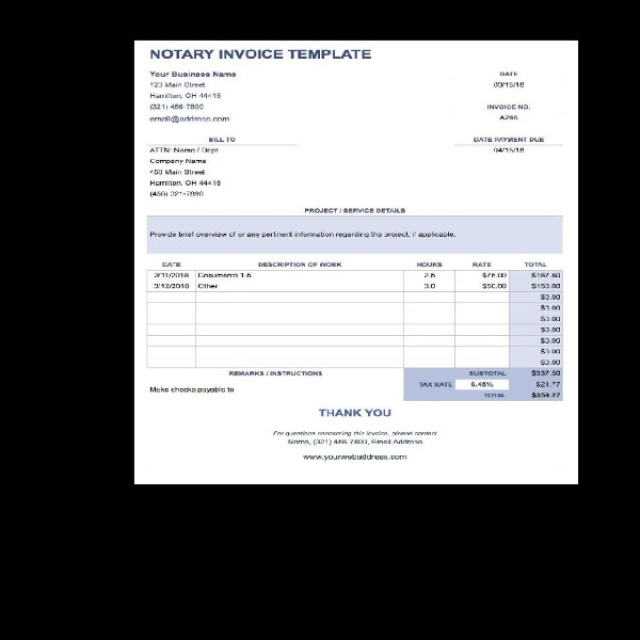 NOTARY INVOICE TEMPLATE
Your Business Name
123 Main Street
Hamilton, OH 44416
(321) 456-7890
email@address.com
DATE
03/15/18
INVOICE NO.
A246
BILL TO
ATTN: Name / Dept
Company Name
450 Main Street
Hamilton, OH 44416
(456) 321-7890
DATE PAYMENT DUE
04/15/18
PROJECT / SERVICE DETAILS
Provide brief overview of or any pertinent information regarding the project, if applicable.
DATE DESCRIPTION OF WORK HOURS RATE TOTAL
3/11/2018 Documents 1-5 2.5 $75.00 $187.50
3/12/2018 Other 3.0 $50.00 $150.00
$0.00
$0.00
$0.00
$0.00
$0.00
$0.00
$0.00
REMARKS / INSTRUCTIONS SUBTOTAL $337.50
Make checks payable to TAX RATE 6.45% $21.77
TOTAL $359.27
THANK YOU
For questions concerning this invoice, please contact
Name, (321) 456-7890, Email Address
www.yourwebaddress.com